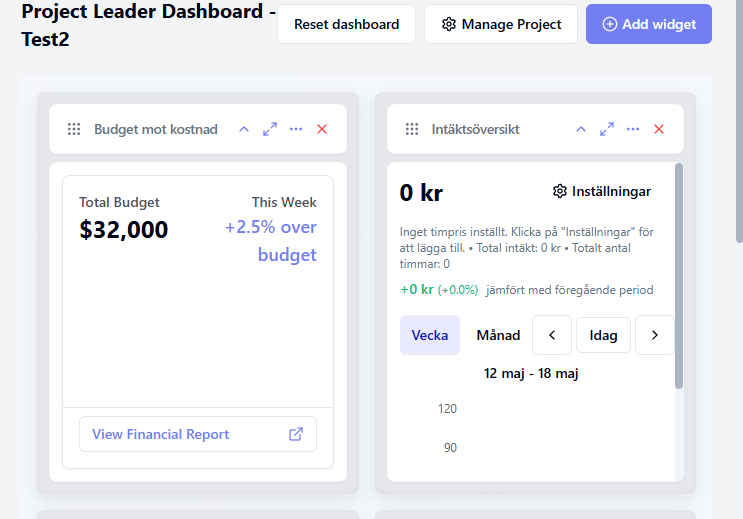 Project Leader Dashboard -
Test2
Reset dashboard
Manage Project
Add widget
Budget mot kostnad
Total Budget
$32,000
This Week
+2.5% over
budget
View Financial Report
Intäktsöversikt
0 kr
Inställningar
Inget timpris inställt. Klicka på "Inställningar" för
att lägga till. • Total intäkt: 0 kr • Totalt antal
timmar: 0
+0 kr (+0.0%) jämfört med föregående period
Vecka
Månad
Idag
12 maj - 18 maj
120
90